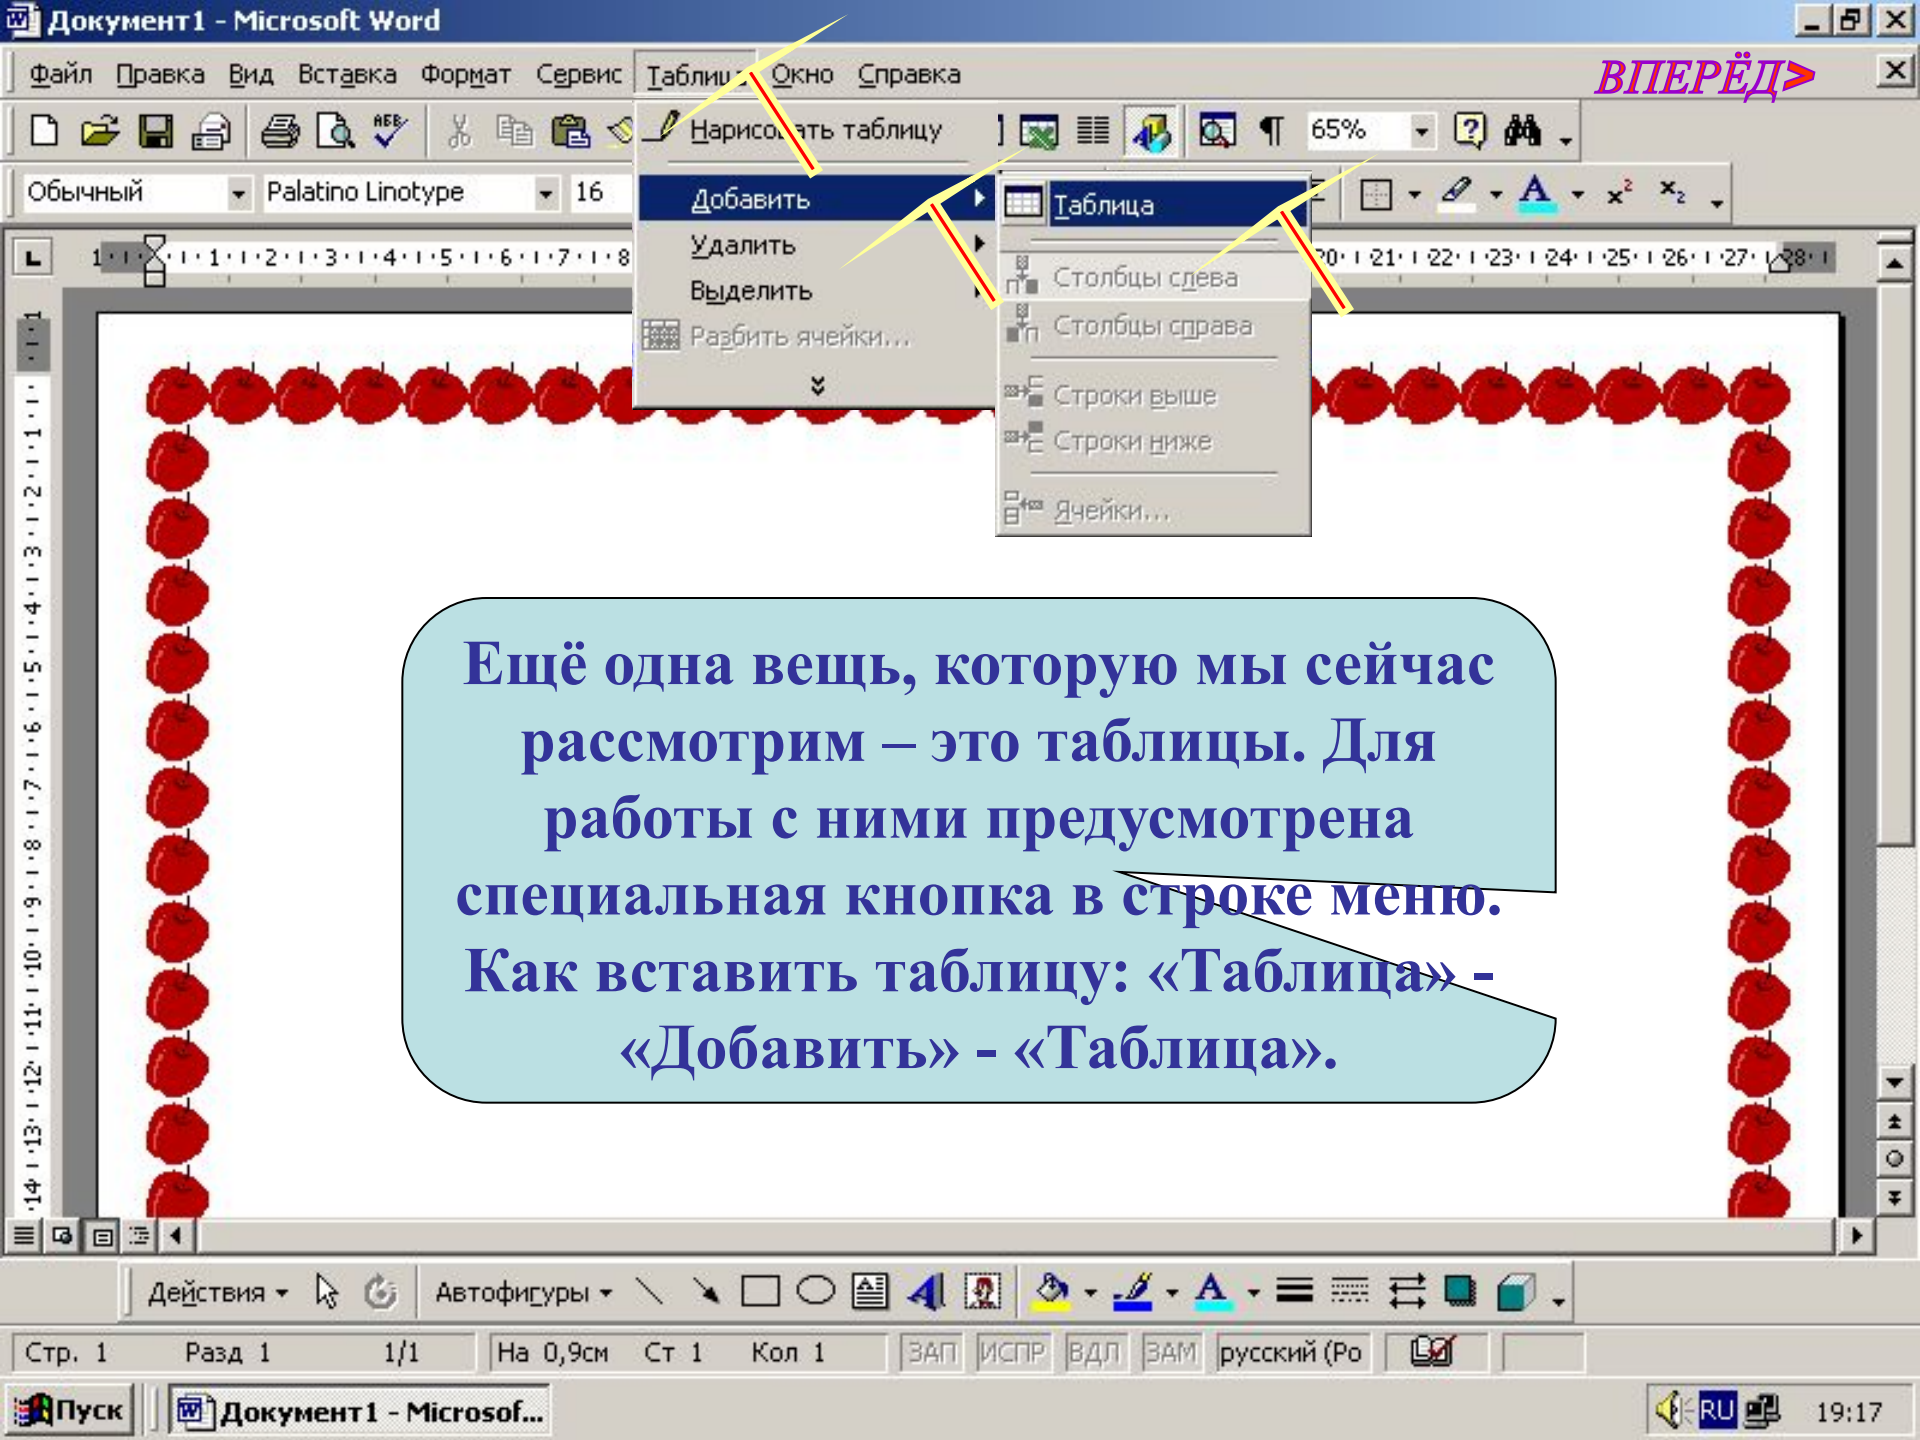 Документ1 - Microsoft Word
Файл Правка Вид Вставка Формат Сервис Таблица Окно Справка
ВПЕРЁД>
Нарисовать таблицу
65%
Обычный Palatino Linotype 16
Добавить
Таблица
Удалить
Выделить
Разбить ячейки...
Столбцы слева
Столбцы справа
Строки выше
Строки ниже
Ячейки...
Ещё одна вещь, которую мы сейчас
рассмотрим – это таблицы. Для
работы с ними предусмотрена
специальная кнопка в строке меню.
Как вставить таблицу: «Таблица» -
«Добавить» - «Таблица».
Действия Автофигуры
Стр. 1 Разд 1 1/1 На 0,9см Ст 1 Кол 1 ЗАП ИСПР ВДЛ ЗАМ русский (Ро
Пуск Документ1 - Microsof... RU 19:17